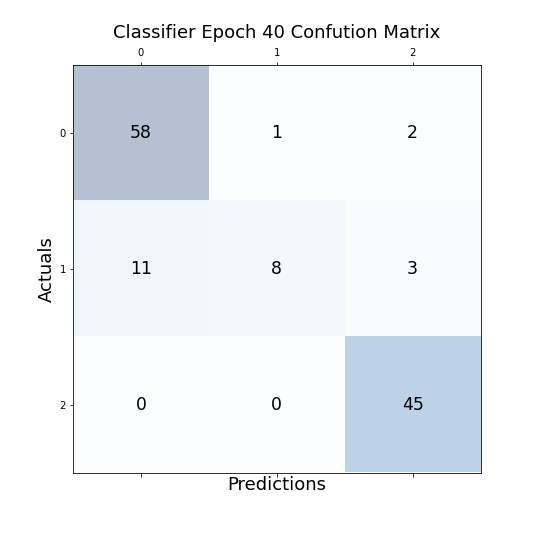 Classifier Epoch 40 Confution Matrix
0 1 2
0 58 1 2
Actuals
1 11 8 3
2 0 0 45
Predictions